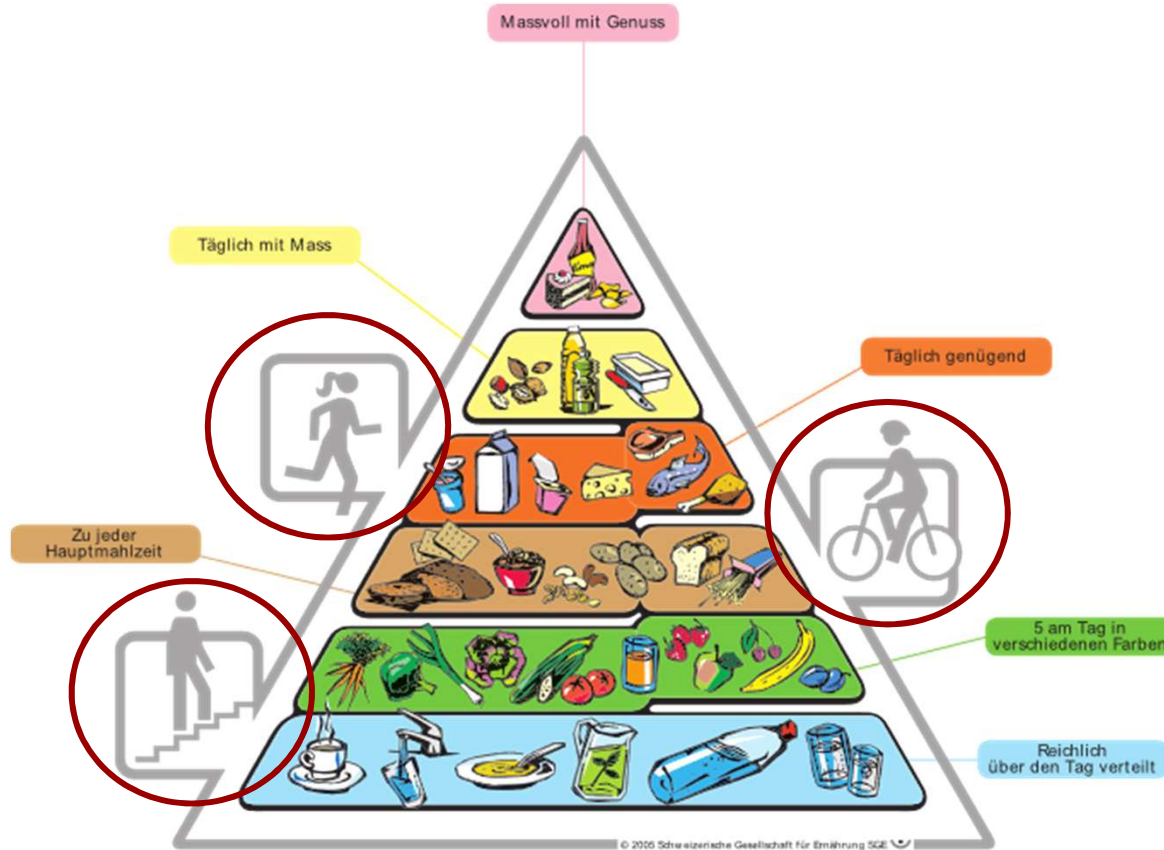 Massvoll mit Genuss
Täglich mit Mass
Täglich genügend
Zu jeder
Hauptmahlzeit
5 am Tag in
verschiedenen Farben
Reichlich
über den Tag verteilt
© 2005 Schweizerische Gesellschaft für Ernährung SGE